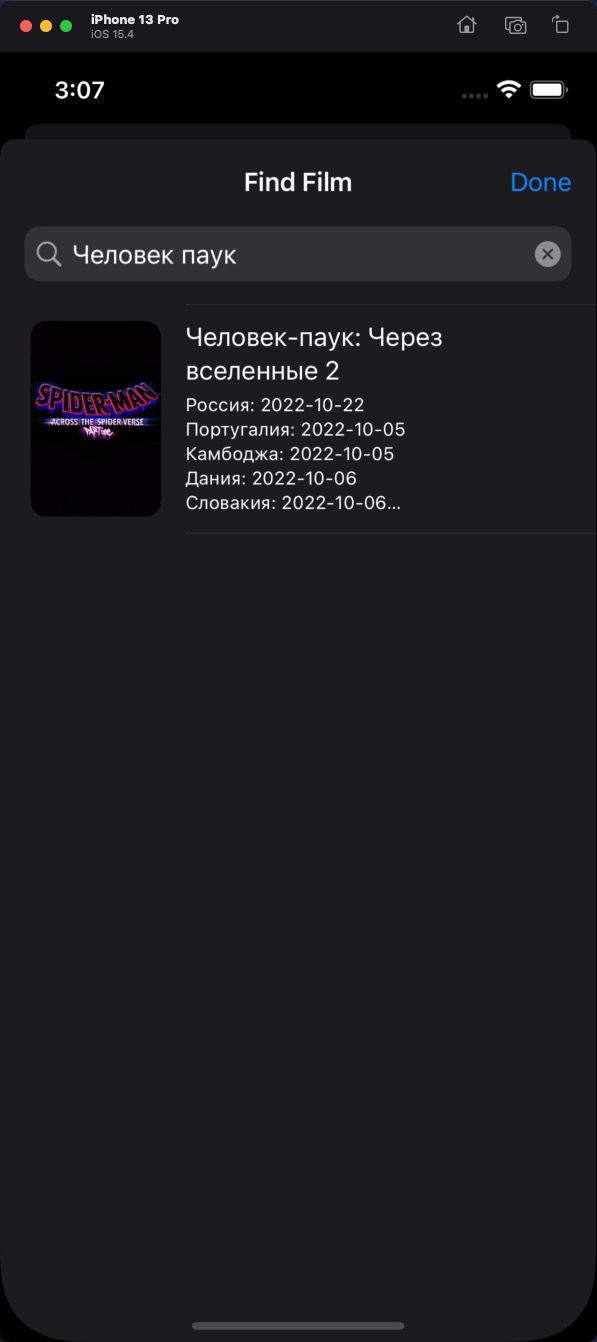 iPhone 13 Pro
iOS 15.4
3:07
Find Film
Done
Человек паук
Человек-паук: Через
вселенные 2
Россия: 2022-10-22
Португалия: 2022-10-05
Камбоджа: 2022-10-05
Дания: 2022-10-06
Словакия: 2022-10-06...
SPIDER-MAN
ACROSS THE SPIDER-VERSE
PART ONE